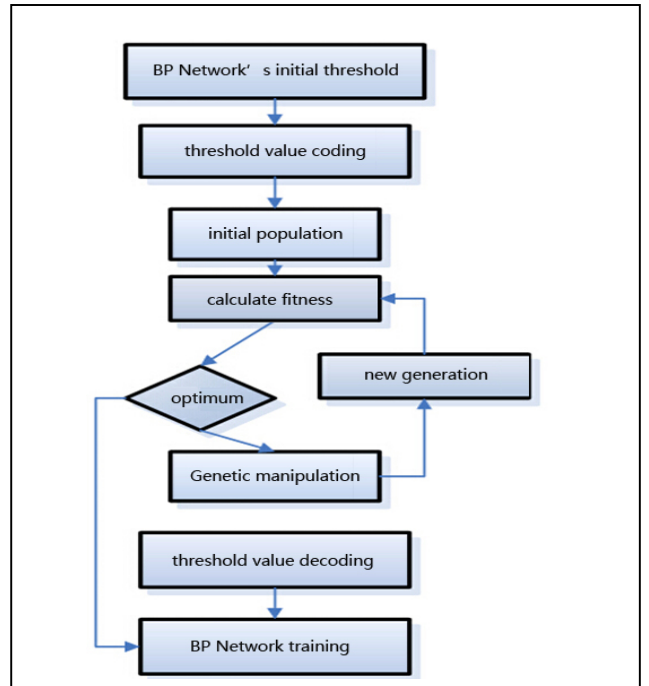 BP Network’ s initial threshold
threshold value coding
initial population
calculate fitness
optimum
new generation
Genetic manipulation
threshold value decoding
BP Network training